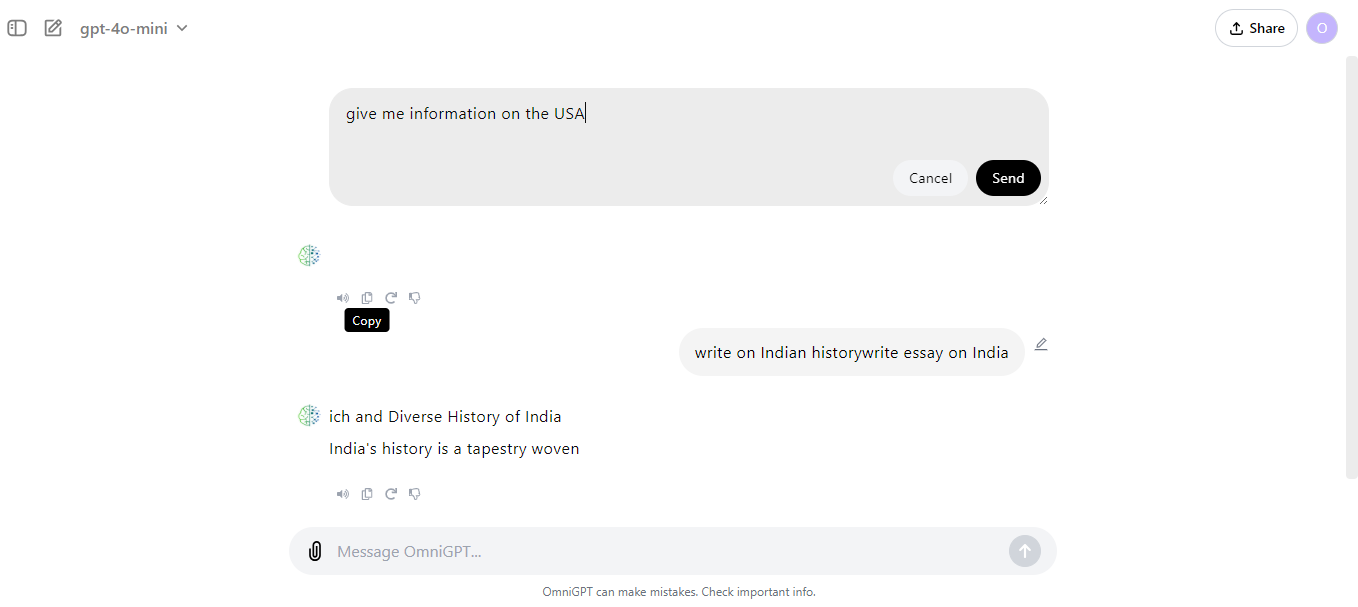 gpt-4o-mini
Share
O
give me information on the USA
Cancel
Send
Copy
write on Indian historywrite essay on India
ich and Diverse History of India
India's history is a tapestry woven
Message OmniGPT...
OmniGPT can make mistakes. Check important info.